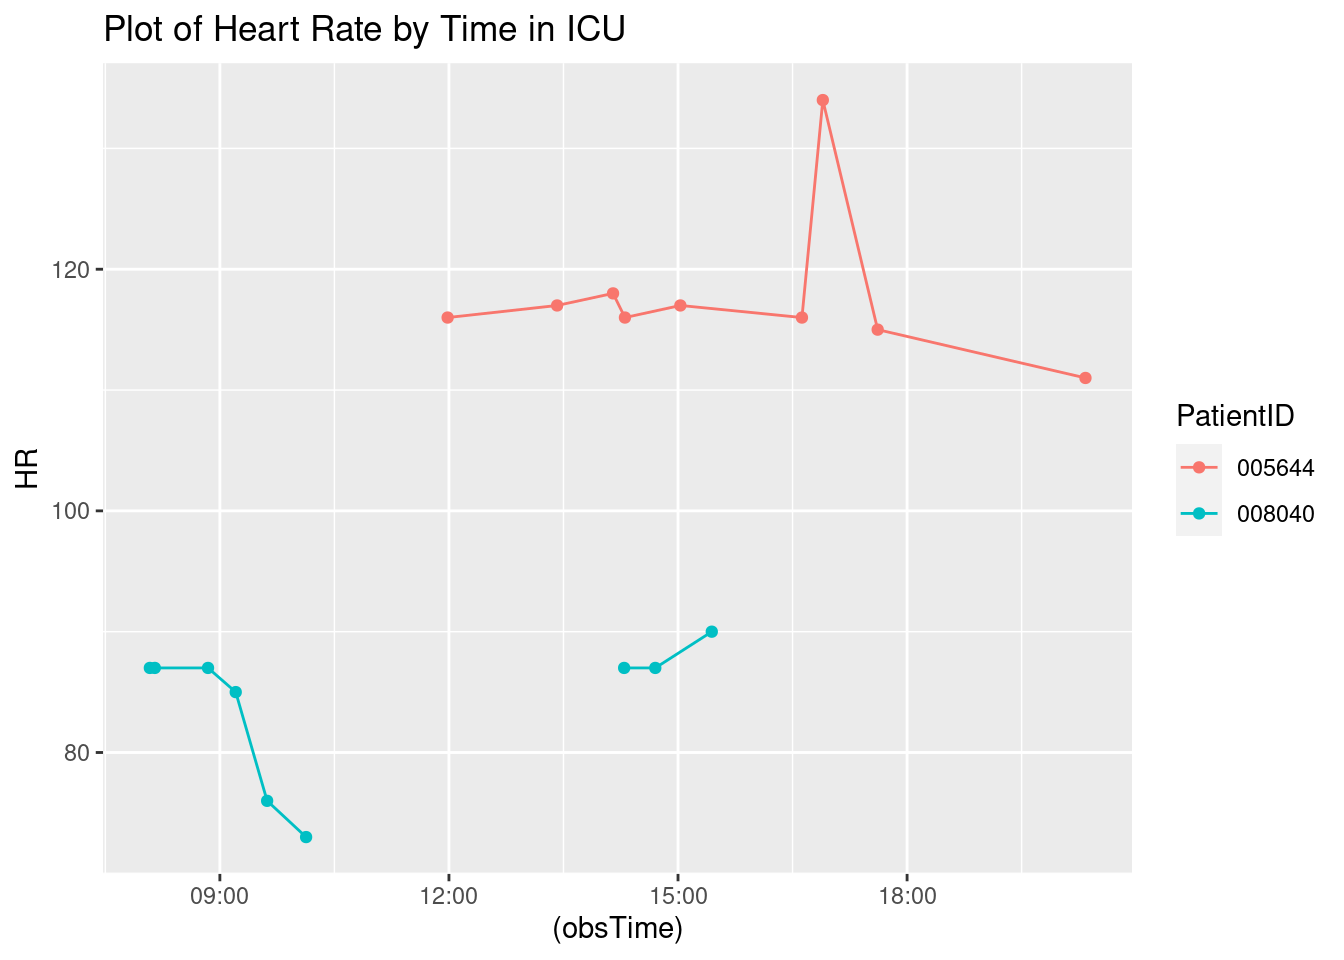 Plot of Heart Rate by Time in ICU
HR
120
100
80
09:00 12:00 15:00 18:00
(obsTime)
PatientID
005644
008040